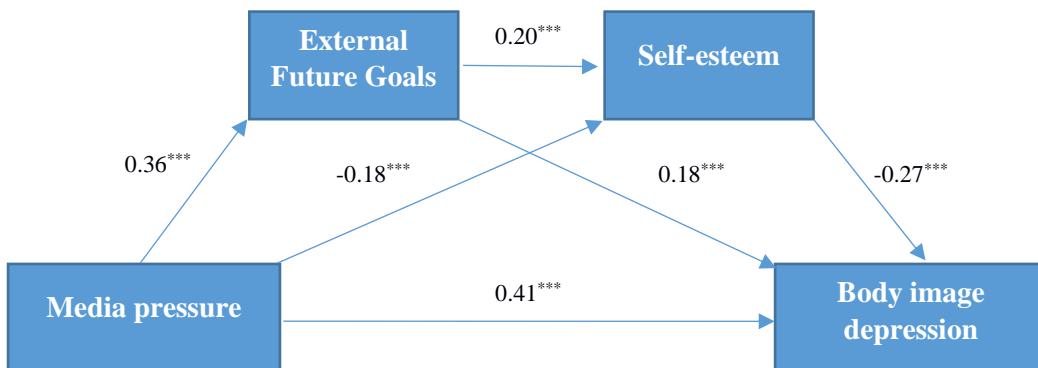 External
Future Goals
0.20***
Self-esteem
0.36***
-0.18***
0.18***
-0.27***
Media pressure
0.41***
Body image
depression